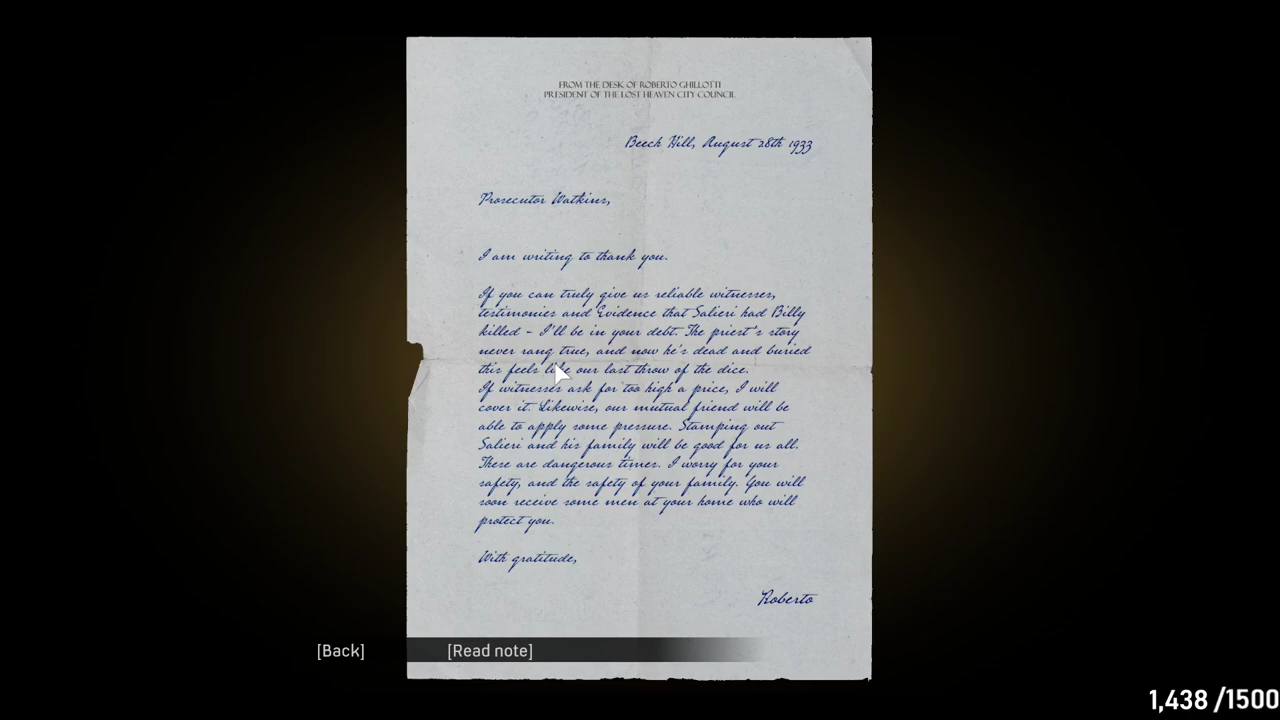 FROM THE DESK OF ROBERTO GHILLOTTI
PRESIDENT OF THE LOST HEAVEN CITY COUNCIL
Beech Hill, August 28th 1933
Prosecutor Watkins,
I am writing to thank you.
If you can truly give us reliable witnesses,
testimonies and Evidence that Salieri had Billy
killed - I'll be in your debt. The priest's story
never rang true, and now he's dead and buried
this feels like our last throw of the dice.
If witnesses ask for too high a price, I will
cover it. Likewise, our mutual friend will be
able to apply some pressure. Stamping out
Salieri and his family will be good for us all.
These are dangerous times. I worry for your
safety, and the safety of your family. You will
soon receive some men at your home who will
protect you.
With gratitude,
Roberto
[Back] [Read note]
1,438 /1500